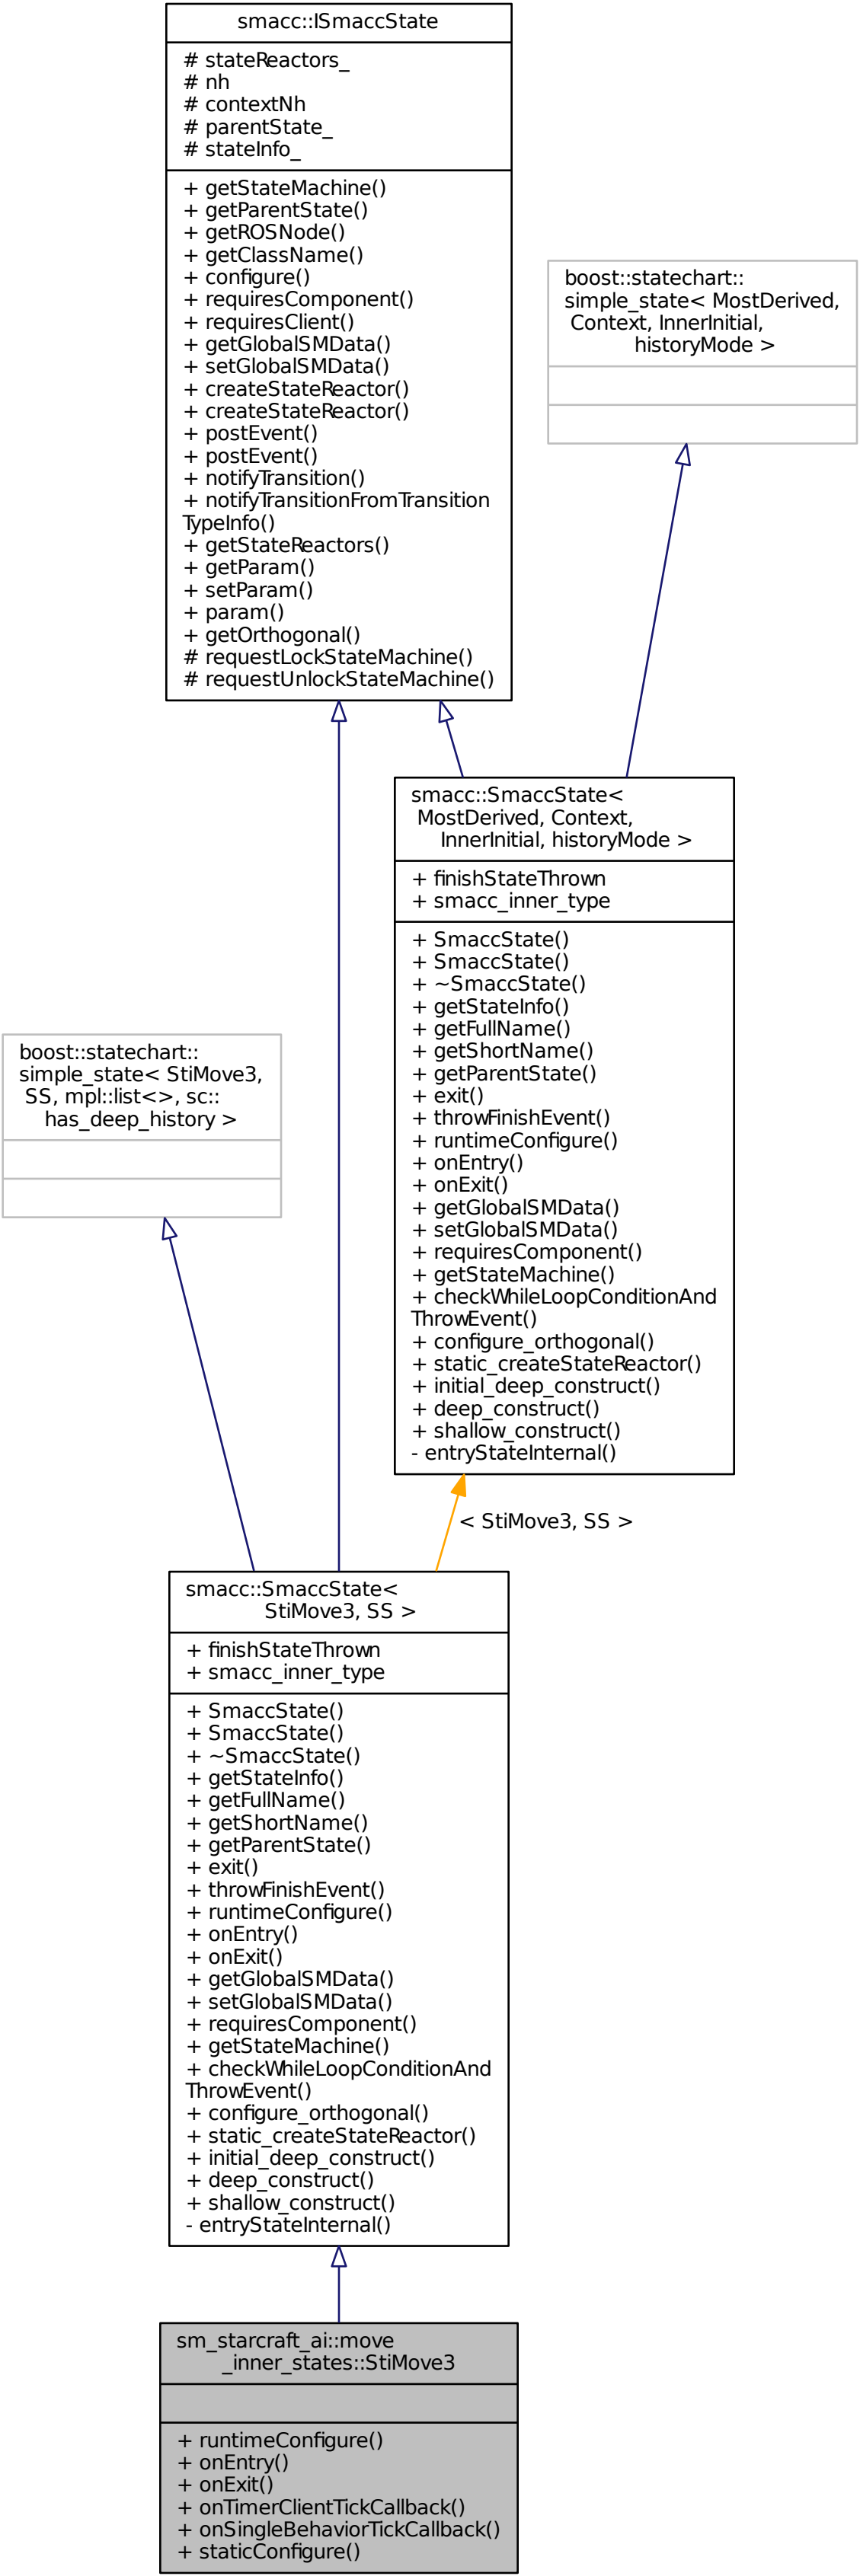 smacc::ISmaccState
# stateReactors_
# nh
# contextNh
# parentState_
# stateInfo_
+ getStateMachine()
+ getParentState()
+ getROSNode()
+ getClassName()
+ configure()
+ requiresComponent()
+ requiresClient()
+ getGlobalSMData()
+ setGlobalSMData()
+ createStateReactor()
+ createStateReactor()
+ postEvent()
+ postEvent()
+ notifyTransition()
+ notifyTransitionFromTransition
TypeInfo()
+ getStateReactors()
+ getParam()
+ setParam()
+ param()
+ getOrthogonal()
# requestLockStateMachine()
# requestUnlockStateMachine()
boost::statechart::
simple_state< MostDerived,
Context, InnerInitial,
historyMode >
smacc::SmaccState<
MostDerived, Context,
InnerInitial, historyMode >
+ finishStateThrown
+ smacc_inner_type
+ SmaccState()
+ SmaccState()
+ ~SmaccState()
+ getStateInfo()
+ getFullName()
+ getShortName()
+ getParentState()
+ exit()
+ throwFinishEvent()
+ runtimeConfigure()
+ onEntry()
+ onExit()
+ getGlobalSMData()
+ setGlobalSMData()
+ requiresComponent()
+ getStateMachine()
+ checkWhileLoopConditionAnd
ThrowEvent()
+ configure_orthogonal()
+ static_createStateReactor()
+ initial_deep_construct()
+ deep_construct()
+ shallow_construct()
- entryStateInternal()
boost::statechart::
simple_state< StiMove3,
SS, mpl::list<>, sc::
has_deep_history >
< StiMove3, SS >
smacc::SmaccState<
StiMove3, SS >
+ finishStateThrown
+ smacc_inner_type
+ SmaccState()
+ SmaccState()
+ ~SmaccState()
+ getStateInfo()
+ getFullName()
+ getShortName()
+ getParentState()
+ exit()
+ throwFinishEvent()
+ runtimeConfigure()
+ onEntry()
+ onExit()
+ getGlobalSMData()
+ setGlobalSMData()
+ requiresComponent()
+ getStateMachine()
+ checkWhileLoopConditionAnd
ThrowEvent()
+ configure_orthogonal()
+ static_createStateReactor()
+ initial_deep_construct()
+ deep_construct()
+ shallow_construct()
- entryStateInternal()
sm_starcraft_ai::move
_inner_states::StiMove3
+ runtimeConfigure()
+ onEntry()
+ onExit()
+ onTimerClientTickCallback()
+ onSingleBehaviorTickCallback()
+ staticConfigure()